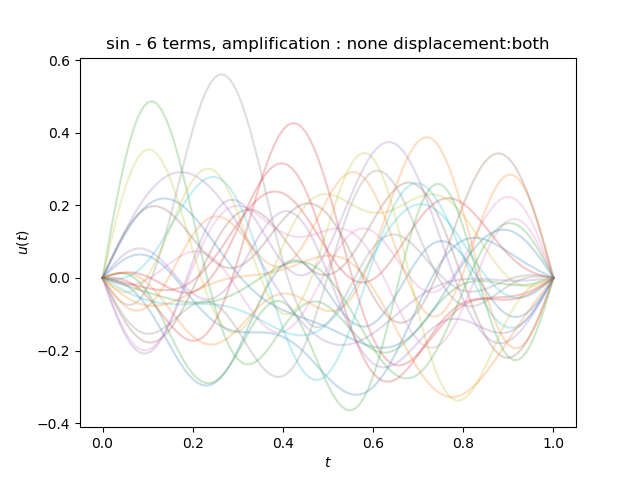 sin - 6 terms, amplification : none displacement:both
0.6
0.4
0.2
0.0
−0.2
−0.4
u(t)
0.0 0.2 0.4 0.6 0.8 1.0
t